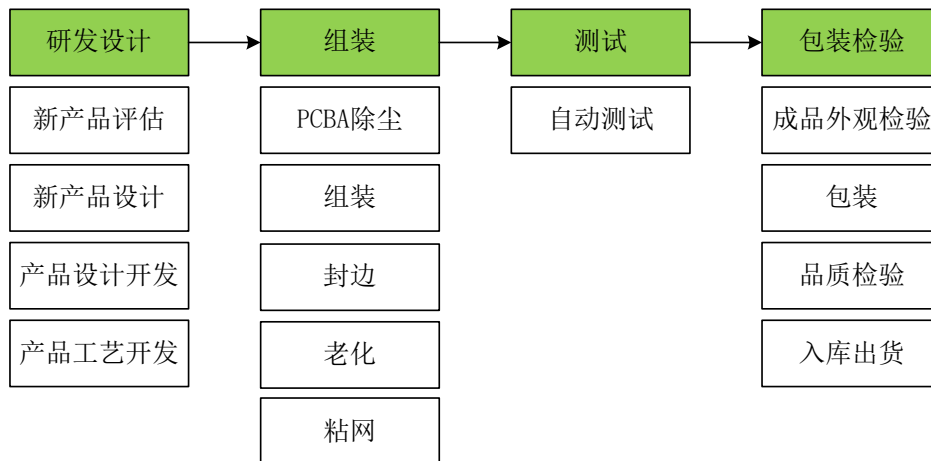 研发设计
组装
测试
包装检验
新产品评估
PCBA除尘
自动测试
成品外观检验
新产品设计
组装
包装
产品设计开发
封边
品质检验
产品工艺开发
老化
入库出货
粘网